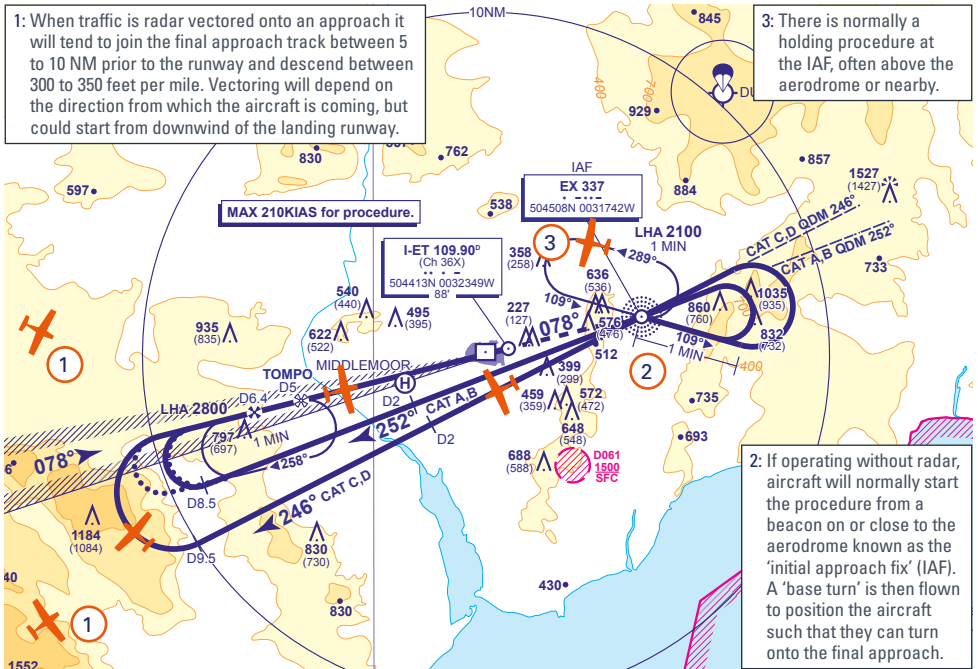 1: When traffic is radar vectored onto an approach it
will tend to join the final approach track between 5
to 10 NM prior to the runway and descend between
300 to 350 feet per mile. Vectoring will depend on
the direction from which the aircraft is coming, but
could start from downwind of the landing runway.
10NM
845
3: There is normally a
holding procedure at
the IAF, often above the
aerodrome or nearby.
400
700
929
830
762
857
597
884
1527
(1427)
IAF
EX 337
504508N 0031742W
MAX 210KIAS for procedure.
538
CAT C,D QDM 246°
CAT A,B QDM 252°
LHA 2100
1 MIN
3
358
(258)
289°
I-ET 109.90D
(Ch 36X)
504413N 0032349W
88'
733
636
(536)
540
(440)
495
(395)
227
(127)
109°
1035
(935)
860
(760)
935
(835)
622
(522)
078°
576
(476)
832
(732)
109°
1 MIN
MIDDLEMOOR
512
1
TOMPO
D5
H
399
(299)
2
400
D6.4
LHA 2800
D2
CAT A,B
459
(359)
572
(472)
735
797
(697)
1 MIN
252°
D2
648
(548)
693
078°
258°
688
(588)
D061
1500
SFC
D8.5
246° CAT C,D
2: If operating without radar,
aircraft will normally start
the procedure from a
beacon on or close to the
aerodrome known as the
‘initial approach fix’ (IAF).
A ‘base turn’ is then flown
to position the aircraft
such that they can turn
onto the final approach.
1184
(1084)
D9.5
830
(730)
430
40
830
1
1552